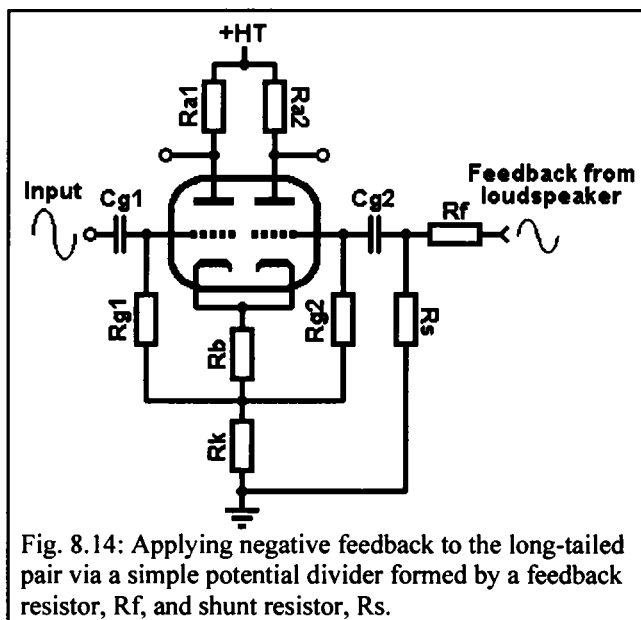 +HT
Ra1
Ra2
Input
Cg1
Cg2
Feedback from
loudspeaker
Rf
Rg1
Rb
Rg2
Rs
Rk
Fig. 8.14: Applying negative feedback to the long-tailed
pair via a simple potential divider formed by a feedback
resistor, Rf, and shunt resistor, Rs.